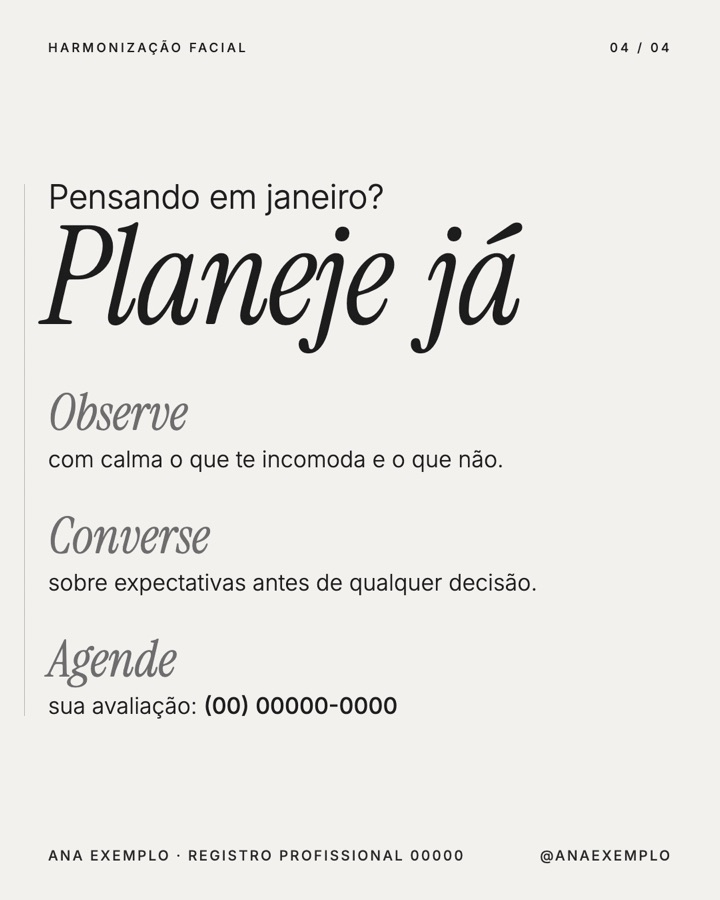 HARMONIZAÇÃO FACIAL
04 / 04
Pensando em janeiro?
Planeje já
Observe
com calma o que te incomoda e o que não.
Converse
sobre expectativas antes de qualquer decisão.
Agende
sua avaliação: (00) 00000-0000
ANA EXEMPLO · REGISTRO PROFISSIONAL 00000
@ANAEXEMPLO